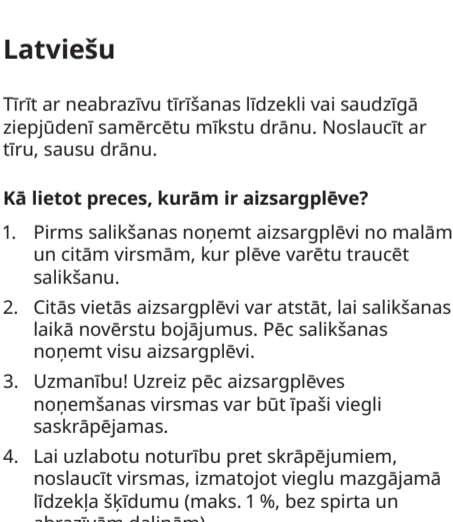 Latviešu
Tīrīt ar neabrazīvu tīrīšanas līdzekli vai saudzīgā
ziepjūdenī samērcētu mīkstu drānu. Noslaucīt ar
tīru, sausu drānu.
Kā lietot preces, kurām ir aizsargplēve?
1. Pirms salikšanas noņemt aizsargplēvi no malām
un citām virsmām, kur plēve varētu traucēt
salikšanu.
2. Citās vietās aizsargplēvi var atstāt, lai salikšanas
laikā novērstu bojājumus. Pēc salikšanas
noņemt visu aizsargplēvi.
3. Uzmanību! Uzreiz pēc aizsargplēves
noņemšanas virsmas var būt īpaši viegli
saskrāpējamas.
4. Lai uzlabotu noturību pret skrāpējumiem,
noslaucīt virsmas, izmatojot vieglu mazgājamā
līdzekļa šķīdumu (maks. 1 %, bez spirta un
abrazīvām daļiņām)